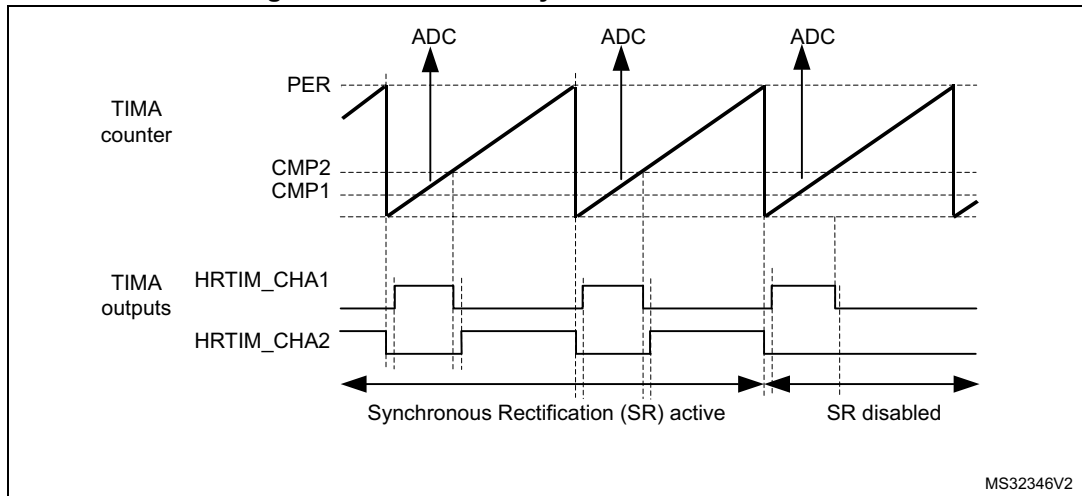 ADC
ADC
ADC
PER
TIMA
counter
CMP2
CMP1
TIMA
outputs
HRTIM_CHA1
HRTIM_CHA2
Synchronous Rectification (SR) active
SR disabled
MS32346V2